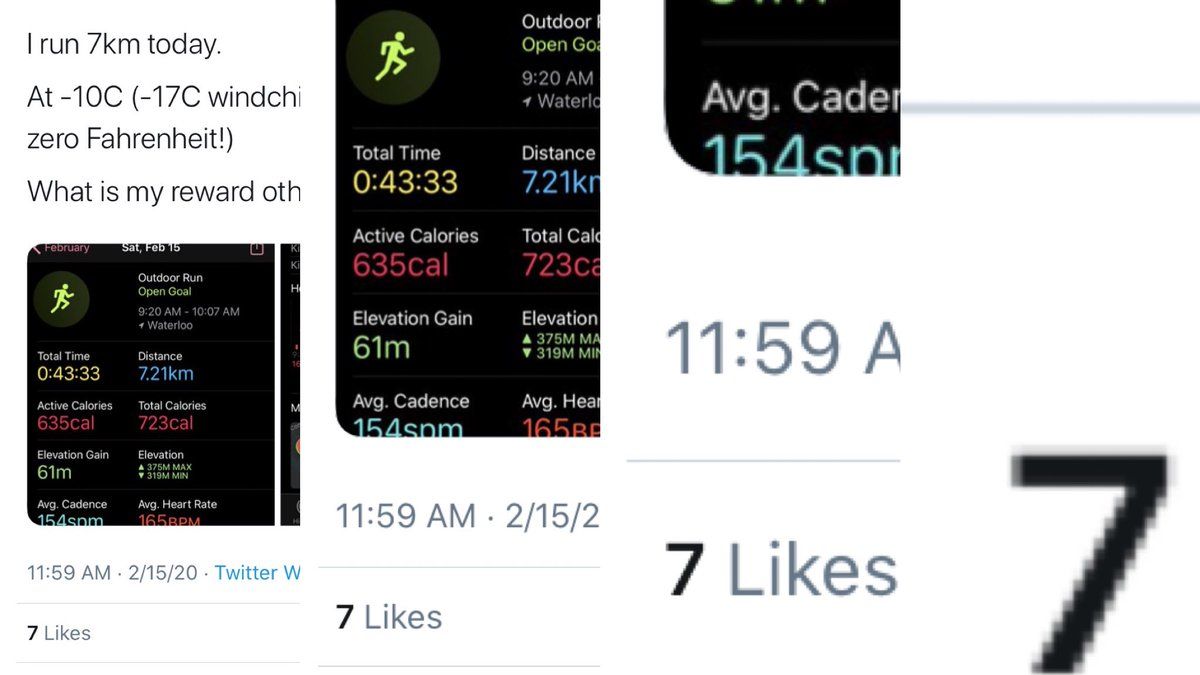 I run 7km today.
At -10C (-17C windchi
zero Fahrenheit!)
What is my reward oth
February Sat, Feb 15
Outdoor Run
Open Goal
9:20 AM - 10:07 AM
Waterloo
Total Time Distance
0:43:33 7.21km
Active Calories Total Calories
635cal 723cal
Elevation Gain Elevation
61m ▲ 375M MAX
▼ 319M MIN
Avg. Cadence Avg. Heart Rate
154spm 165BPM
11:59 AM · 2/15/20 · Twitter W
7 Likes
Outdoor
Open Goa
9:20 AM
Waterlo
Total Time Distance
0:43:33 7.21km
Active Calories Total Calo
635cal 723ca
Elevation Gain Elevation
61m ▲ 375M MA
▼ 319M MIN
Avg. Cadence Avg. Hear
154spm 165BP
11:59 AM · 2/15/2
7 Likes
Avg. Caden
154spm
11:59 A
7 Likes
7